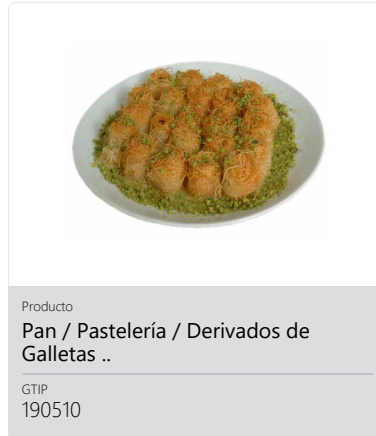 Producto
Pan / Pastelería / Derivados de
Galletas ..
GTIP
190510